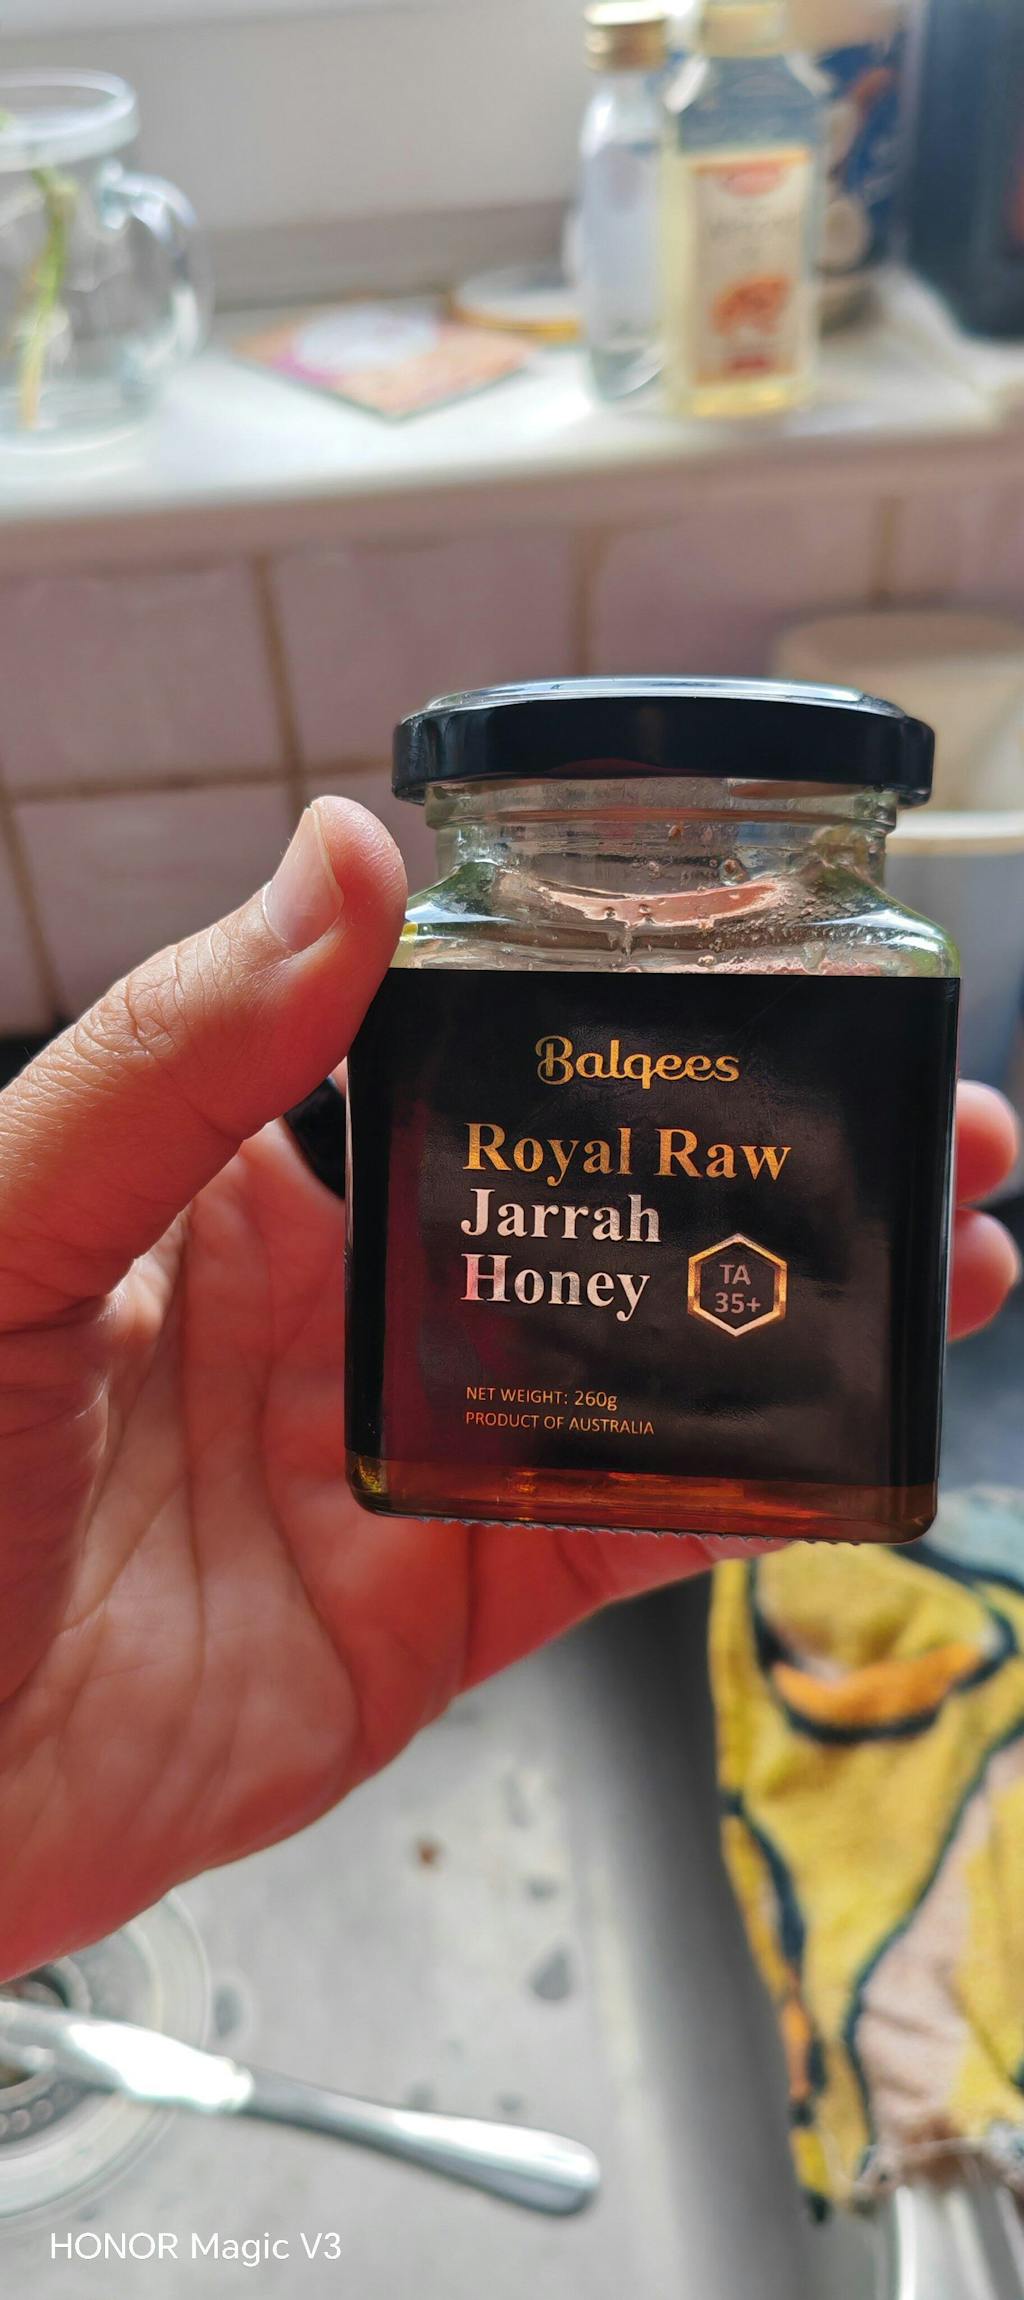 Balqees
Royal Raw
Jarrah
Honey
TA
35+
NET WEIGHT: 260g
PRODUCT OF AUSTRALIA
HONOR Magic V3